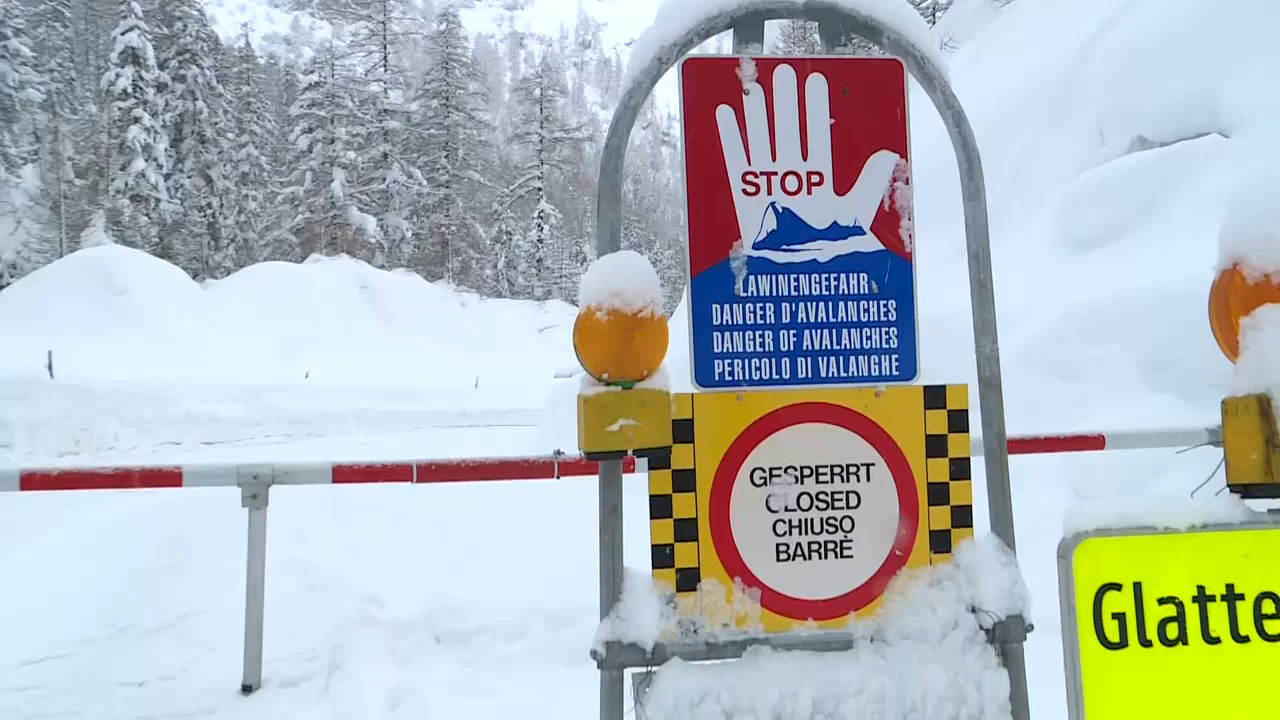 STOP
LAWINENGEFAHR
DANGER D'AVALANCHES
DANGER OF AVALANCHES
PERICOLO DI VALANGHE
GESPERRT
CLOSED
CHIUSO
BARRÈ
Glatte